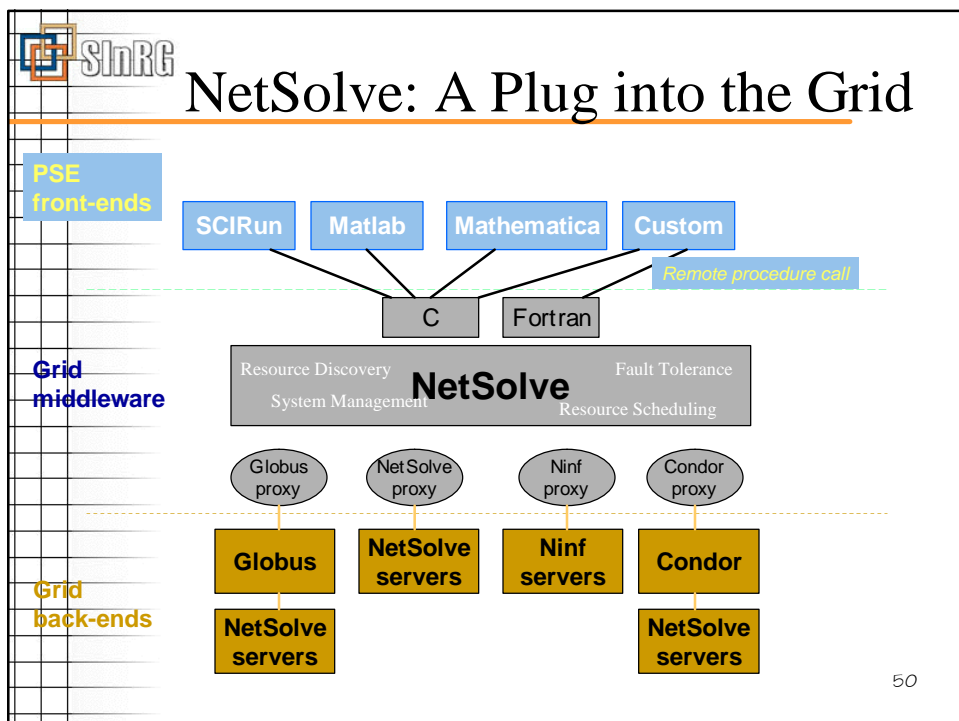 SInRG
NetSolve: A Plug into the Grid
PSE
front-ends
SCIRun
Matlab
Mathematica
Custom
Remote procedure call
C
Fortran
Grid
middleware
Resource Discovery
Fault Tolerance
NetSolve
System Management
Resource Scheduling
Globus
proxy
NetSolve
proxy
Ninf
proxy
Condor
proxy
Globus
NetSolve
servers
Ninf
servers
Condor
Grid
back-ends
NetSolve
servers
NetSolve
servers
50